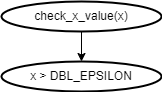 check_x_value(x)
x > DBL_EPSILON